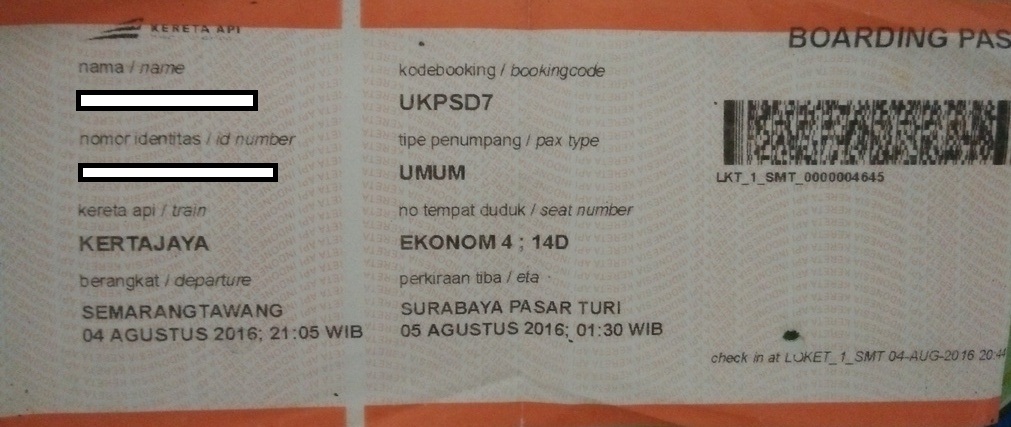 KERETA API
BOARDING PAS
nama / name
nomor identitas / id number
kereta api / train
KERTAJAYA
berangkat / departure
SEMARANGTAWANG
04 AGUSTUS 2016; 21:05 WIB
kodebooking / bookingcode
UKPSD7
tipe penumpang / pax type
UMUM
no tempat duduk / seat number
EKONOM 4 ; 14D
perkiraan tiba / eta
SURABAYA PASAR TURI
05 AGUSTUS 2016; 01:30 WIB
LKT_1_SMT_0000004645
check in at LOKET_1_SMT 04-AUG-2016 20:4